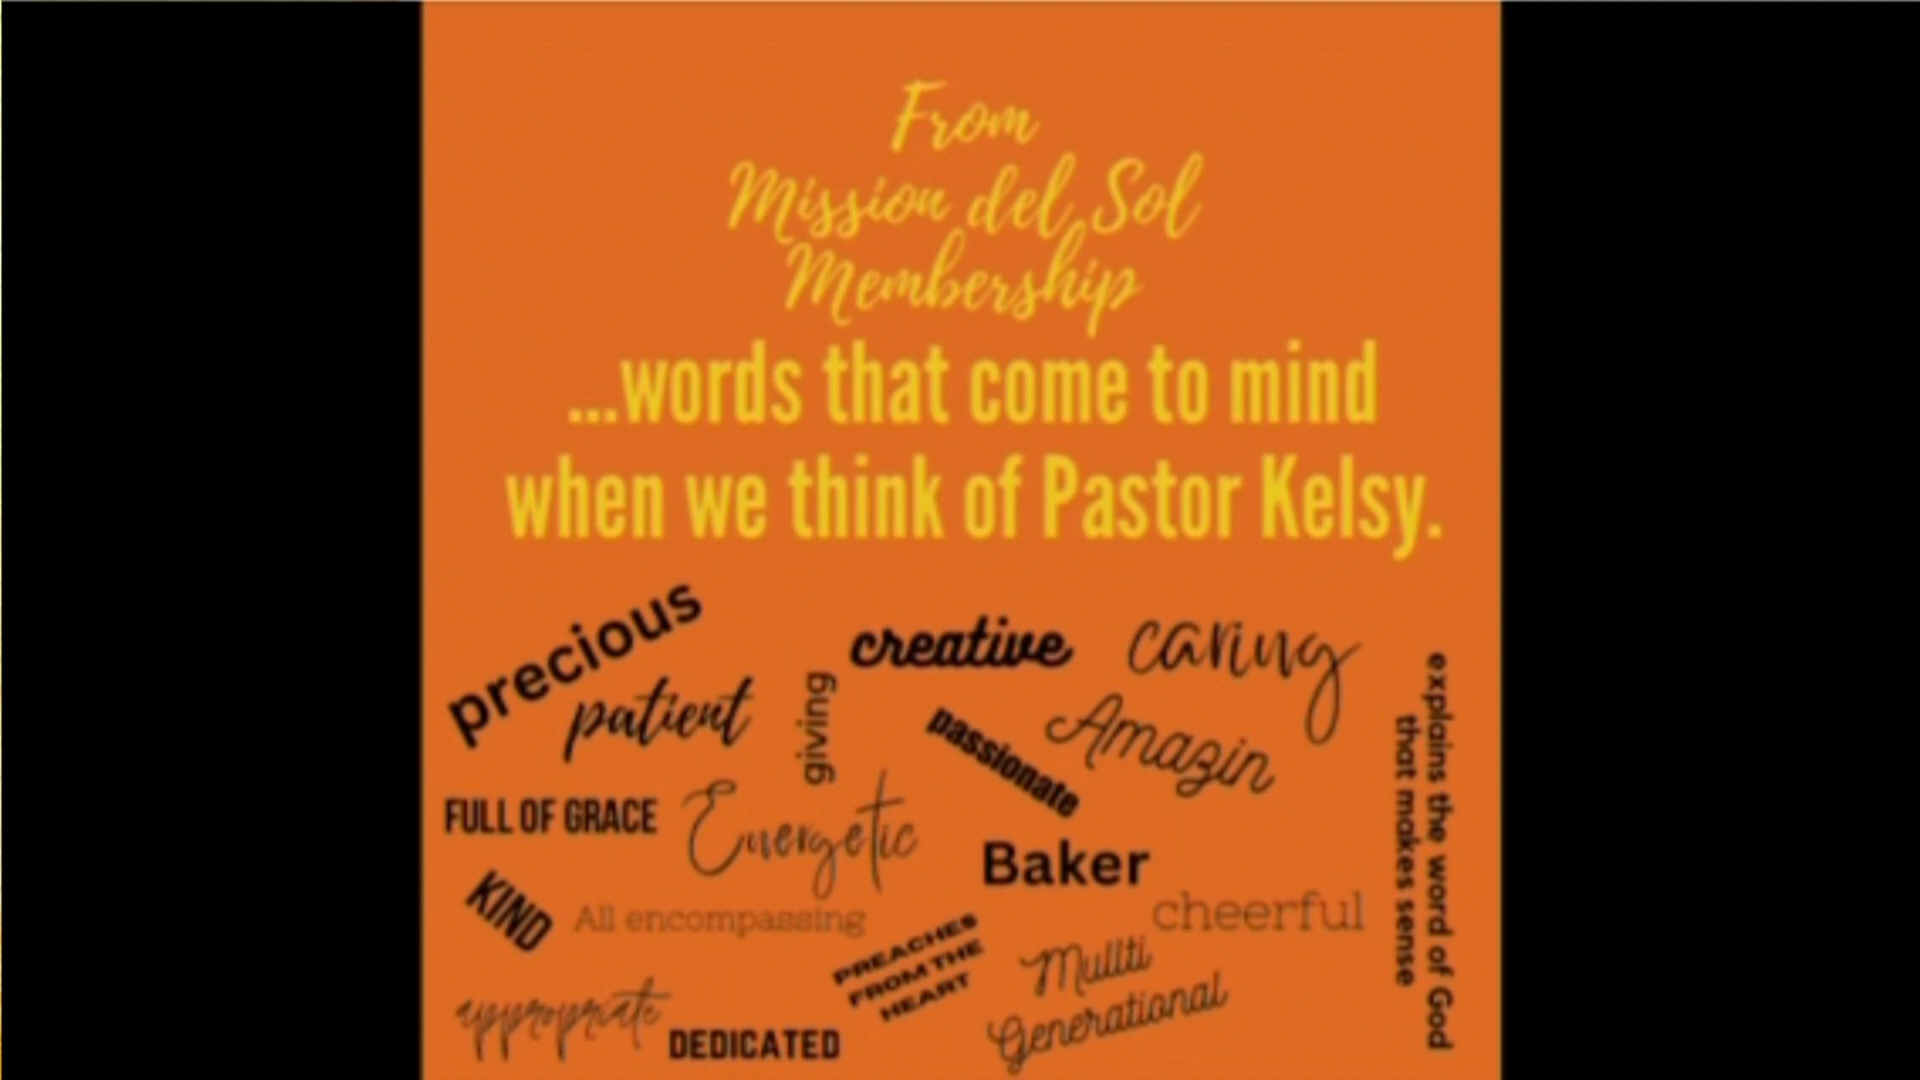 From
Mission del Sol
Membership
...words that come to mind
when we think of Pastor Kelsy.
precious
creative
caring
patient
giving
passionate
Amazin
explains the word of God
that makes sense
FULL OF GRACE
Energetic
Baker
KIND
All encompassing
cheerful
PREACHES
FROM THE
HEART
Mullti
Generational
appropriate
DEDICATED